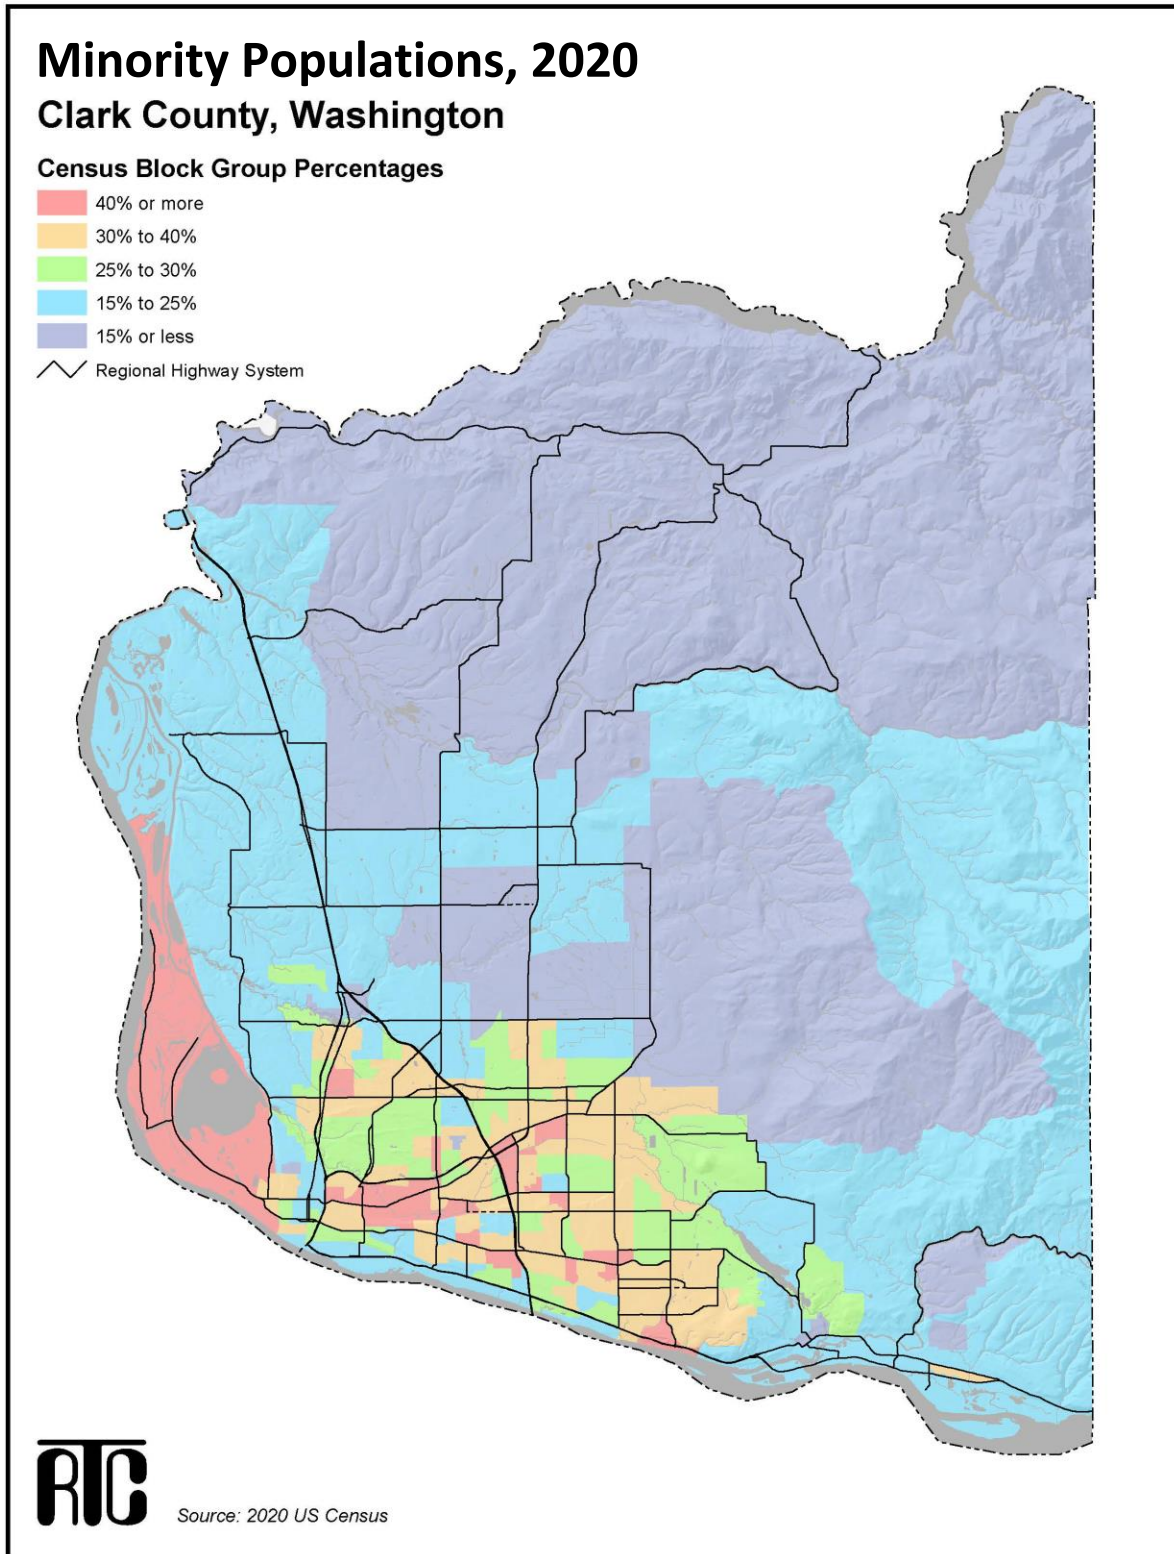 Minority Populations, 2020
Clark County, Washington
Census Block Group Percentages
40% or more
30% to 40%
25% to 30%
15% to 25%
15% or less
Regional Highway System
RTC
Source: 2020 US Census